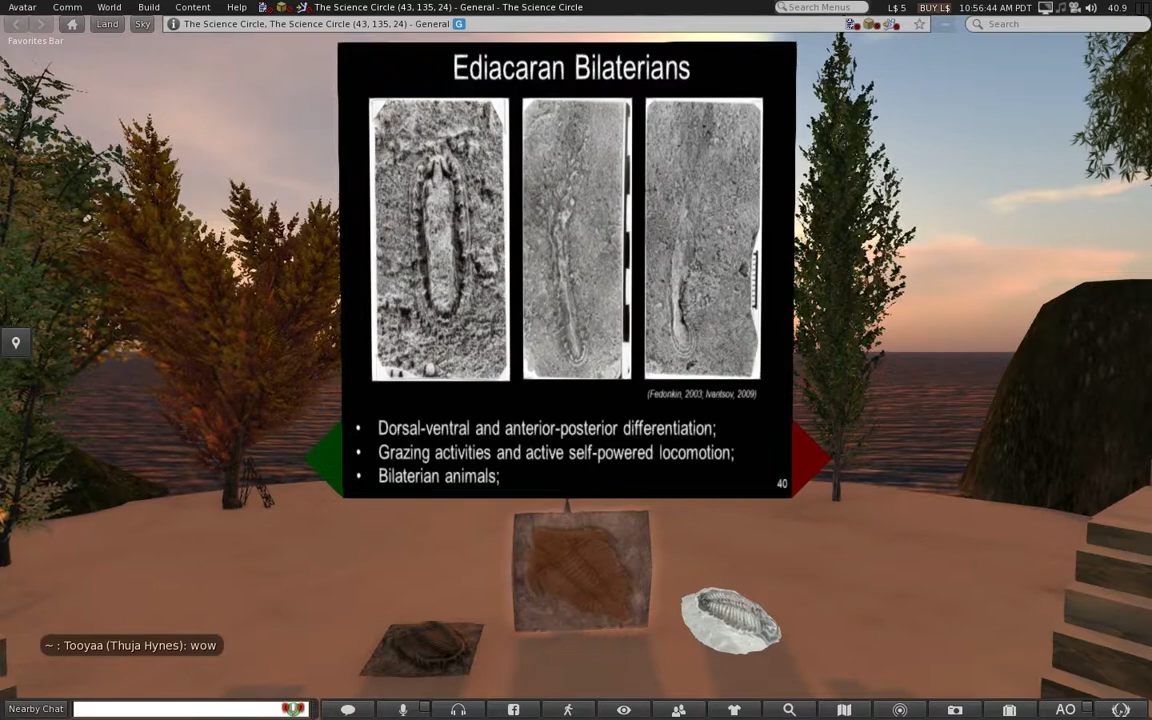 Avatar Comm World Build Content Help The Science Circle (43, 135, 24) - General - The Science Circle Search Menus L$ 5 BUY L$ 10:56:44 AM PDT 40.9
Land Sky The Science Circle, The Science Circle (43, 135, 24) - General G Search
Favorites Bar
Ediacaran Bilaterians
(Fedonkin, 2003, Ivantsov, 2009)
• Dorsal-ventral and anterior-posterior differentiation;
• Grazing activities and active self-powered locomotion;
• Bilaterian animals;
40
~ : Tooyaa (Thuja Hynes): wow
Nearby Chat AO